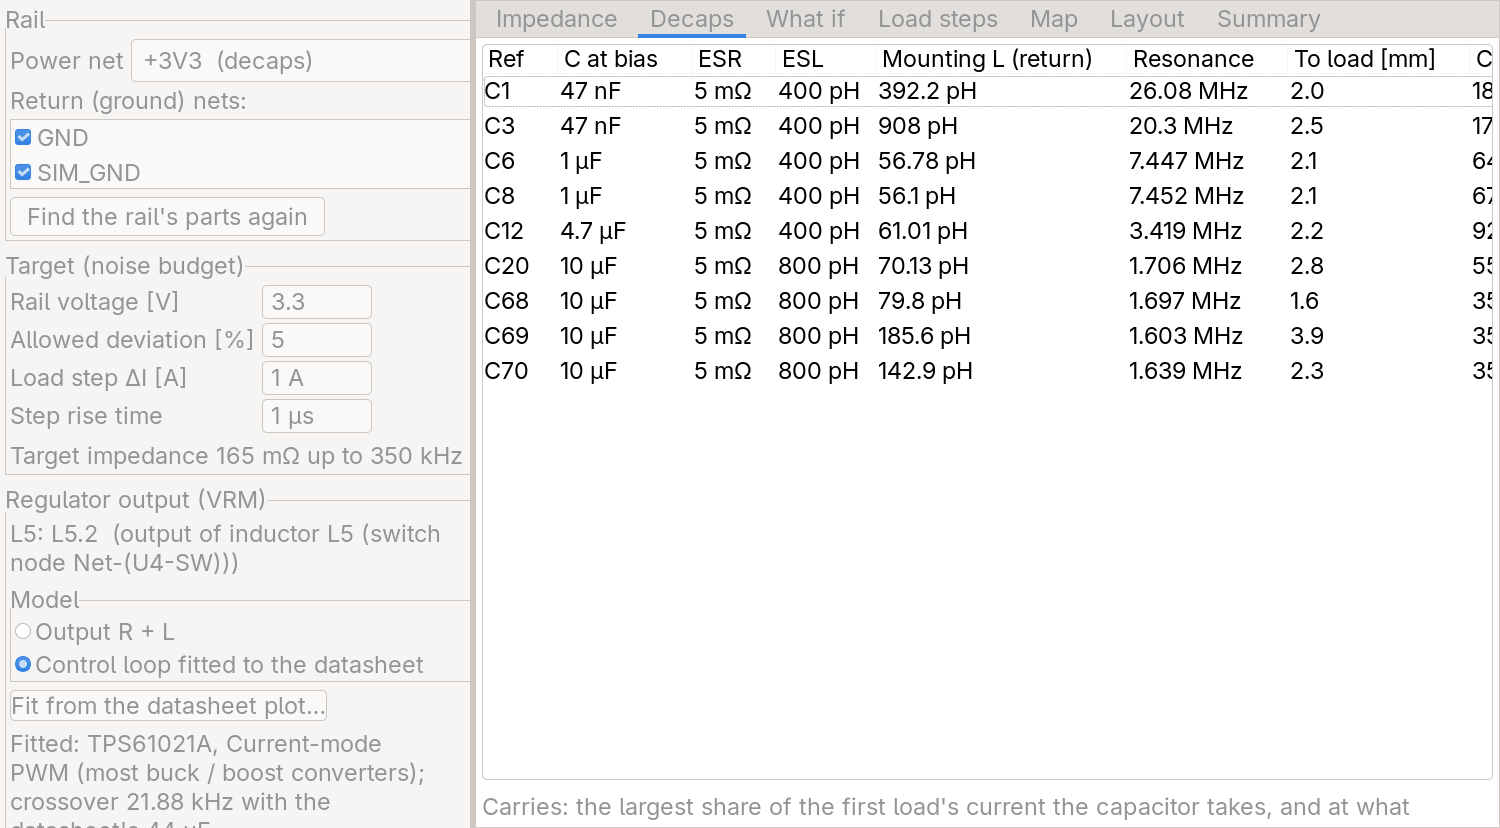 Rail
Power net +3V3 (decaps)
Return (ground) nets:
GND
SIM_GND
Find the rail's parts again
Target (noise budget)
Rail voltage [V] 3.3
Allowed deviation [%] 5
Load step ΔI [A] 1 A
Step rise time 1 µs
Target impedance 165 mΩ up to 350 kHz
Regulator output (VRM)
L5: L5.2 (output of inductor L5 (switch
node Net-(U4-SW)))
Model
Output R + L
Control loop fitted to the datasheet
Fit from the datasheet plot...
Fitted: TPS61021A, Current-mode
PWM (most buck / boost converters);
crossover 21.88 kHz with the
datasheet's 44 µF
Impedance Decaps What if Load steps Map Layout Summary
Ref C at bias ESR ESL Mounting L (return) Resonance To load [mm] C
C1 47 nF 5 mΩ 400 pH 392.2 pH 26.08 MHz 2.0 18
C3 47 nF 5 mΩ 400 pH 908 pH 20.3 MHz 2.5 17
C6 1 µF 5 mΩ 400 pH 56.78 pH 7.447 MHz 2.1 64
C8 1 µF 5 mΩ 400 pH 56.1 pH 7.452 MHz 2.1 67
C12 4.7 µF 5 mΩ 400 pH 61.01 pH 3.419 MHz 2.2 92
C20 10 µF 5 mΩ 800 pH 70.13 pH 1.706 MHz 2.8 55
C68 10 µF 5 mΩ 800 pH 79.8 pH 1.697 MHz 1.6 35
C69 10 µF 5 mΩ 800 pH 185.6 pH 1.603 MHz 3.9 35
C70 10 µF 5 mΩ 800 pH 142.9 pH 1.639 MHz 2.3 35
Carries: the largest share of the first load's current the capacitor takes, and at what